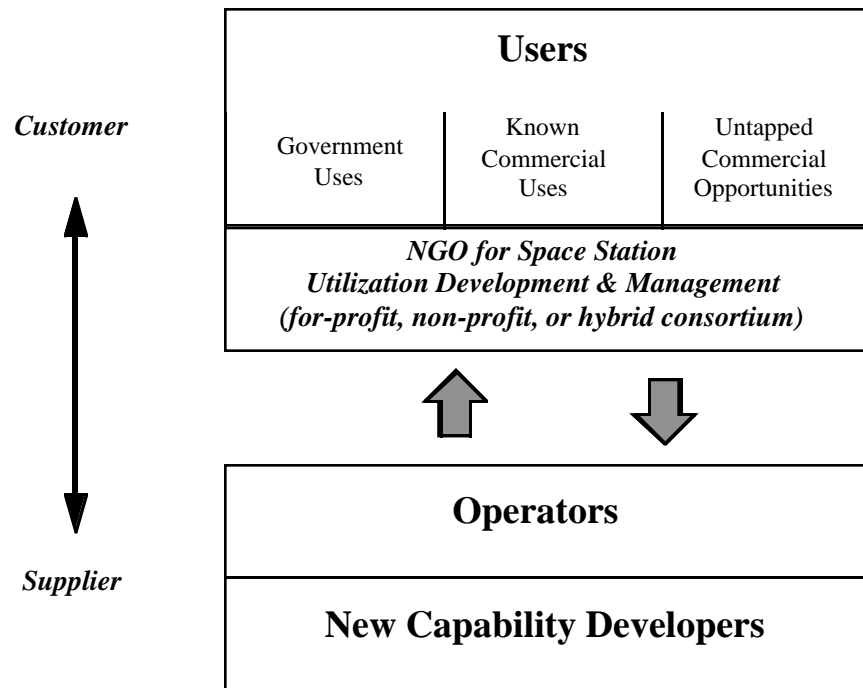 Users
Customer
Government
Uses
Known
Commercial
Uses
Untapped
Commercial
Opportunities
NGO for Space Station
Utilization Development & Management
(for-profit, non-profit, or hybrid consortium)
Operators
Supplier
New Capability Developers